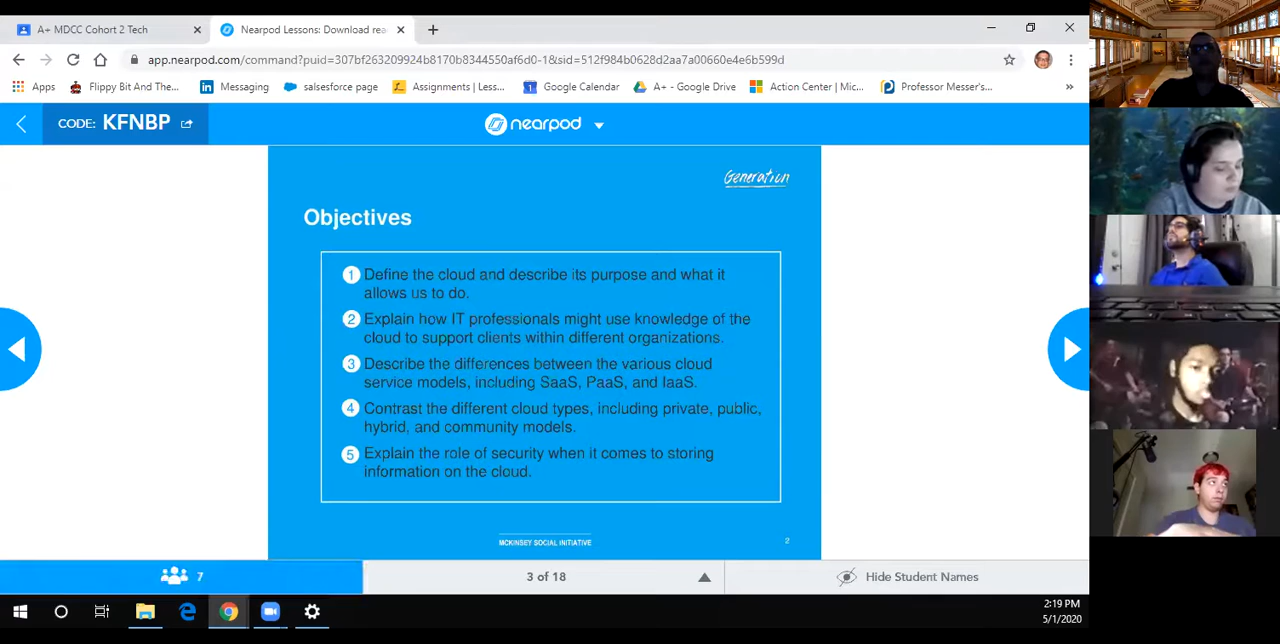 A+ MDCC Cohort 2 Tech
Nearpod Lessons: Download rea
app.nearpod.com/command?puid=307bf263209924b8170b8344550af6d0-1&sid=512f984b0628d2aa7a00660e4e6b599d
Apps Flippy Bit And The... Messaging salsesforce page Assignments | Less... Google Calendar A+ - Google Drive Action Center | Mic... Professor Messer's... »
CODE: KFNBP nearpod
Generation
Objectives
1 Define the cloud and describe its purpose and what it
allows us to do.
2 Explain how IT professionals might use knowledge of the
cloud to support clients within different organizations.
3 Describe the differences between the various cloud
service models, including SaaS, PaaS, and IaaS.
4 Contrast the different cloud types, including private, public,
hybrid, and community models.
5 Explain the role of security when it comes to storing
information on the cloud.
MCKINSEY SOCIAL INITIATIVE 2
7 3 of 18 Hide Student Names
2:19 PM
5/1/2020